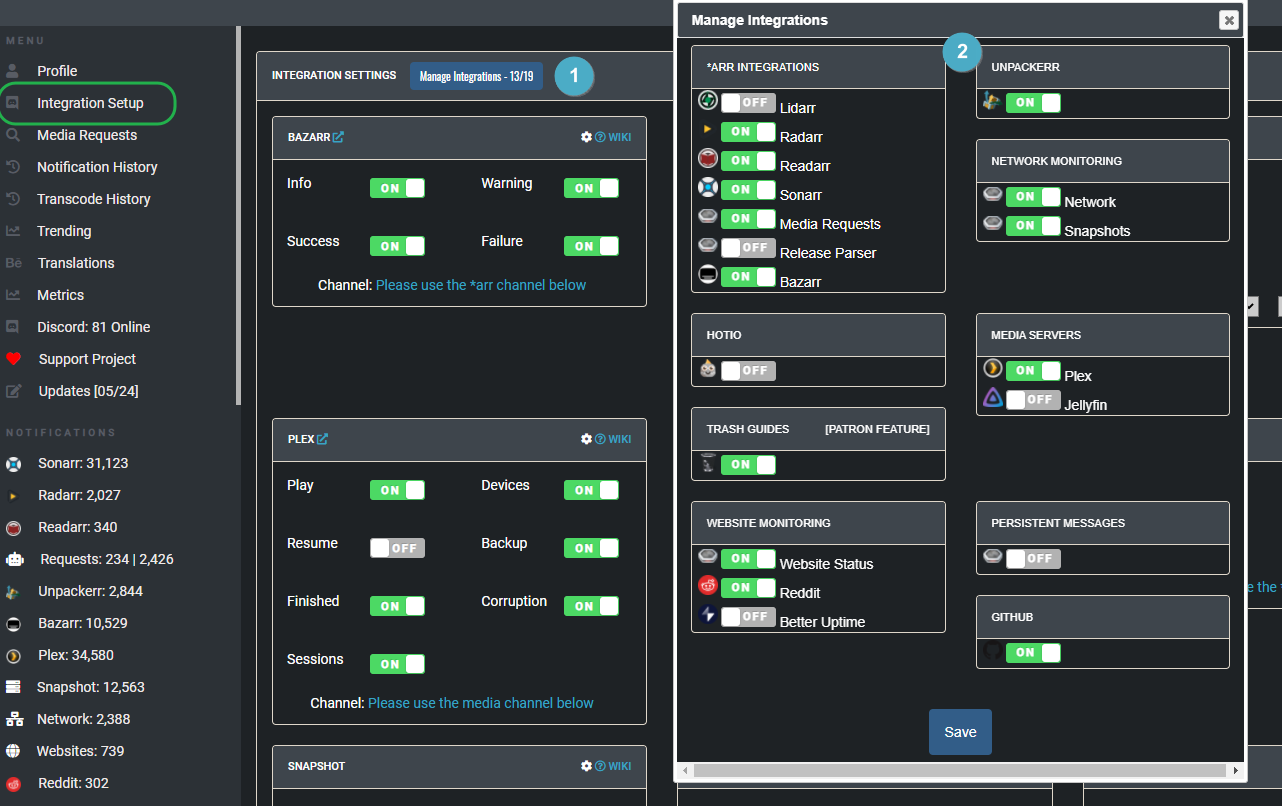 MENU
Profile
Integration Setup
Media Requests
Notification History
Transcode History
Trending
Bē Translations
Metrics
Discord: 81 Online
Support Project
Updates [05/24]
NOTIFICATIONS
Sonarr: 31,123
Radarr: 2,027
Readarr: 340
Requests: 234 | 2,426
Unpackerr: 2,844
Bazarr: 10,529
Plex: 34,580
Snapshot: 12,563
Network: 2,388
Websites: 739
Reddit: 302
INTEGRATION SETTINGS Manage Integrations - 13/19 1
BAZARR WIKI
Info ON Warning ON
Success ON Failure ON
Channel: Please use the *arr channel below
PLEX WIKI
Play ON Devices ON
Resume OFF Backup ON
Finished ON Corruption ON
Sessions ON
Channel: Please use the media channel below
SNAPSHOT WIKI
Manage Integrations
2
*ARR INTEGRATIONS
OFF Lidarr
ON Radarr
ON Readarr
ON Sonarr
ON Media Requests
OFF Release Parser
ON Bazarr
UNPACKERR
ON
NETWORK MONITORING
ON Network
ON Snapshots
HOTIO
OFF
MEDIA SERVERS
ON Plex
OFF Jellyfin
TRASH GUIDES [PATRON FEATURE]
ON
WEBSITE MONITORING
ON Website Status
ON Reddit
OFF Better Uptime
PERSISTENT MESSAGES
OFF
GITHUB
ON
Save
e the